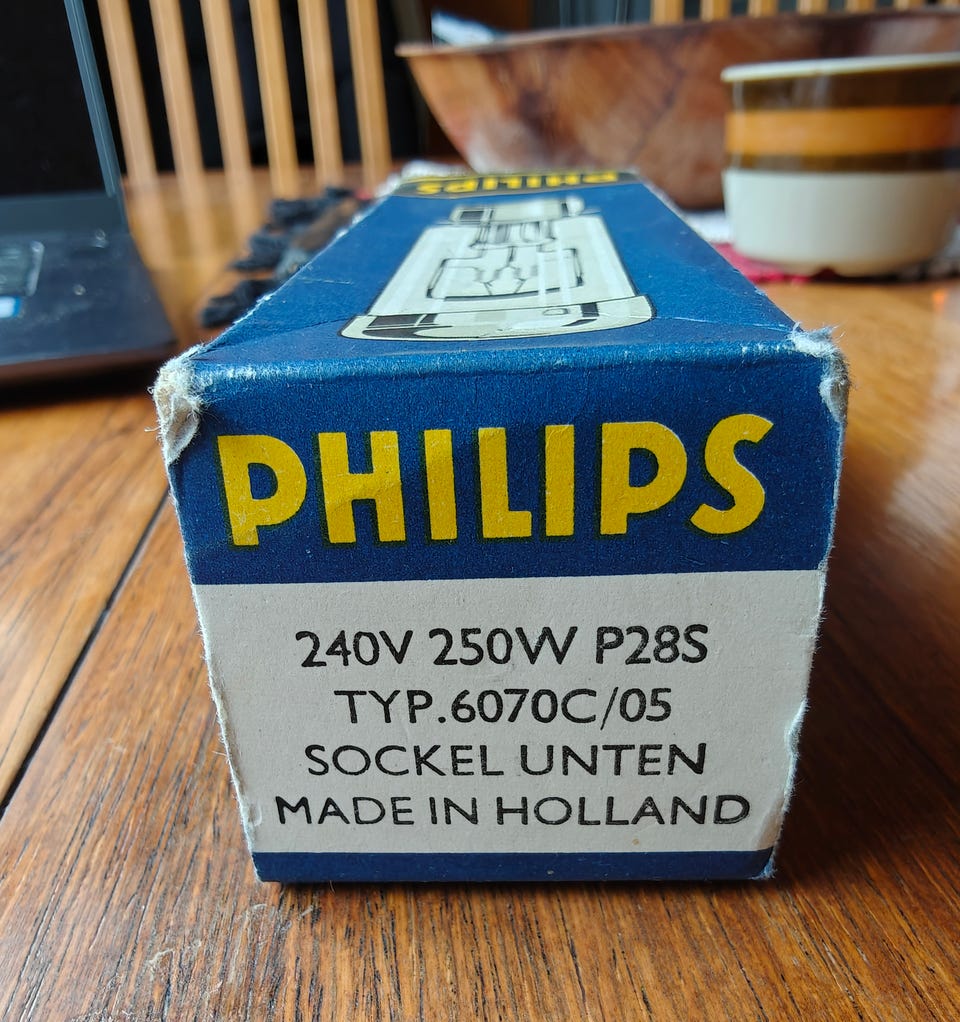 PHILIPS
PHILIPS
240V 250W P28S
TYP.6070C/05
SOCKEL UNTEN
MADE IN HOLLAND